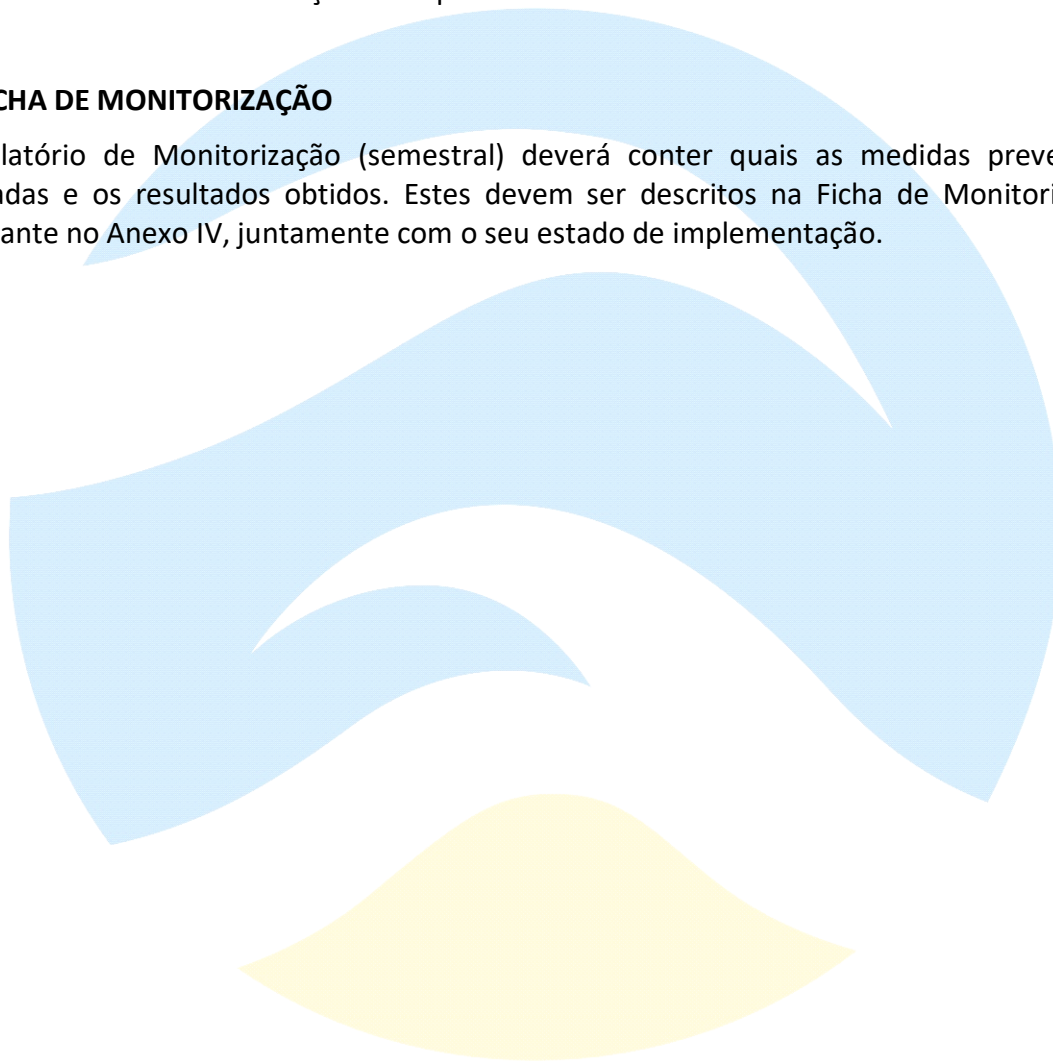 CHA DE MONITORIZAÇÃO
latório de Monitorização (semestral) deverá conter quais as medidas preve
adas e os resultados obtidos. Estes devem ser descritos na Ficha de Monitori
ante no Anexo IV, juntamente com o seu estado de implementação.